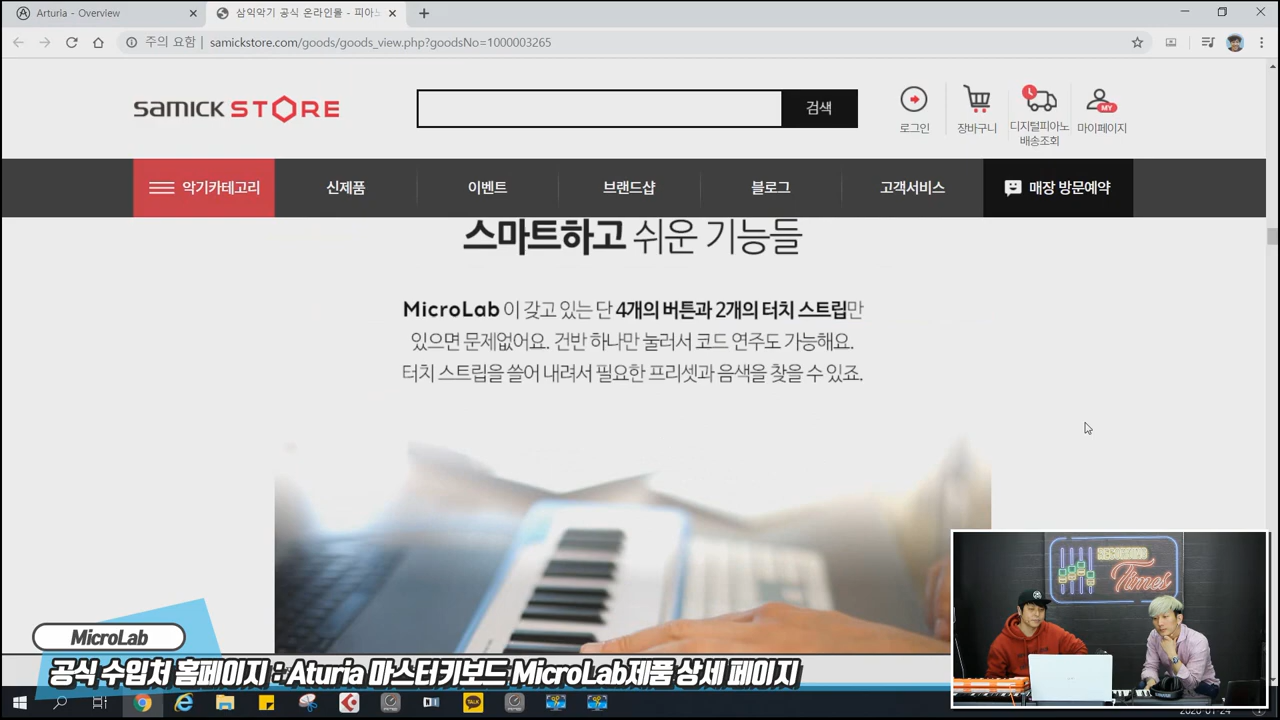 Arturia - Overview
삼익악기 공식 온라인몰 - 피아노
주의 요함 | samickstore.com/goods/goods_view.php?goodsNo=1000003265
SAMICK STORE
검색
로그인
장바구니
디지털피아노
배송조회
MY
마이페이지
악기카테고리
신제품
이벤트
브랜드샵
블로그
고객서비스
매장 방문예약
스마트하고 쉬운 기능들
MicroLab 이 갖고 있는 단 4개의 버튼과 2개의 터치 스트립만
있으면 문제없어요. 건반 하나만 눌러서 코드 연주도 가능해요.
터치 스트립을 쓸어 내려서 필요한 프리셋과 음색을 찾을 수 있죠.
RECORDING
Times
MicroLab
공식 수입처 홈페이지 : Aturia 마스터키보드 MicroLab제품 상세 페이지
TALK
2020-01-24